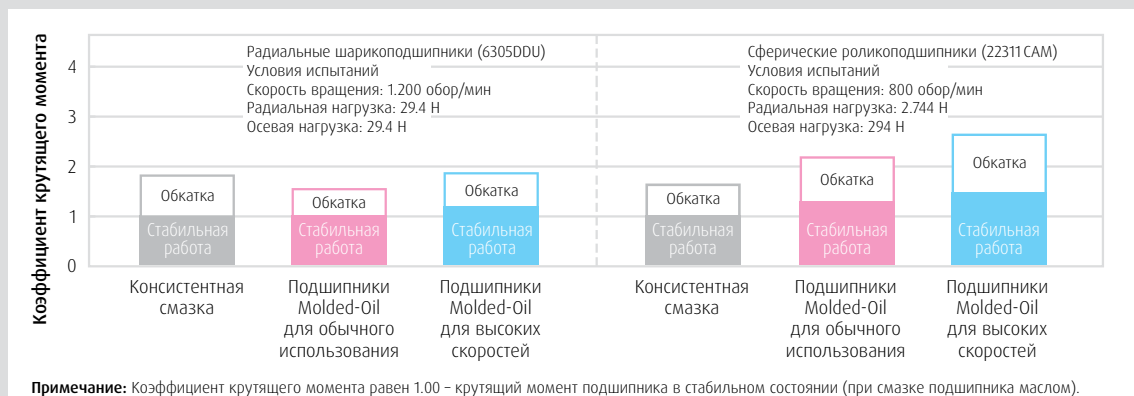 Коэффициент крутящего момента
4
3
2
1
0
Радиальные шарикоподшипники (6305DDU)
Условия испытаний
Скорость вращения: 1.200 обор/мин
Радиальная нагрузка: 29.4 Н
Осевая нагрузка: 29.4 Н
Сферические роликоподшипники (22311 CAM)
Условия испытаний
Скорость вращения: 800 обор/мин
Радиальная нагрузка: 2.744 Н
Осевая нагрузка: 294 Н
Обкатка
Стабильная
работа
Обкатка
Стабильная
работа
Обкатка
Стабильная
работа
Обкатка
Стабильная
работа
Обкатка
Стабильная
работа
Обкатка
Стабильная
работа
Консистентная
смазка
Подшипники
Molded-Oil
для обычного
использования
Подшипники
Molded-Oil
для высоких
скоростей
Консистентная
смазка
Подшипники
Molded-Oil
для обычного
использования
Подшипники
Molded-Oil
для высоких
скоростей
Примечание: Коэффициент крутящего момента равен 1.00 – крутящий момент подшипника в стабильном состоянии (при смазке подшипника маслом).